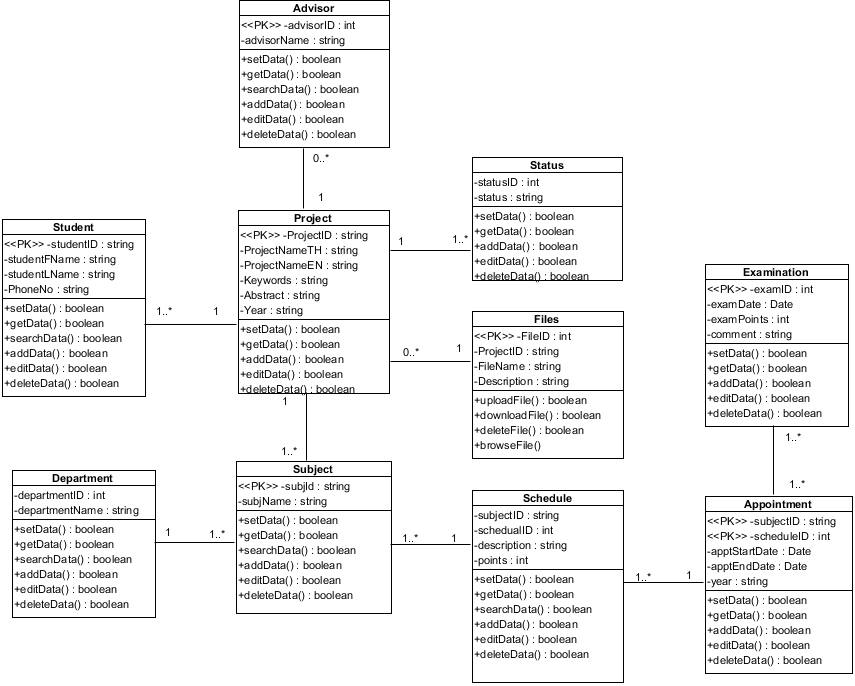 Advisor
<<PK>> -advisorID : int
-advisorName : string
+setData() : boolean
+getData() : boolean
+searchData() : boolean
+addData() : boolean
+editData() : boolean
+deleteData() : boolean
0..*
1
Status
-statusID : int
-status : string
+setData() : boolean
+getData() : boolean
+addData() : boolean
+editData() : boolean
+deleteData() : boolean
Project
<<PK>> -ProjectID : string
-ProjectNameTH : string
-ProjectNameEN : string
-Keywords : string
-Abstract : string
-Year : string
+setData() : boolean
+getData() : boolean
+addData() : boolean
+editData() : boolean
+deleteData() : boolean
1
1..*
Student
<<PK>> -studentID : string
-studentFName : string
-studentLName : string
-PhoneNo : string
+setData() : boolean
+getData() : boolean
+searchData() : boolean
+addData() : boolean
+editData() : boolean
+deleteData() : boolean
1..*
1
Files
<<PK>> -FileID : int
-ProjectID : string
-FileName : string
-Description : string
+uploadFile() : boolean
+downloadFile() : boolean
+deleteFile() : boolean
+browseFile()
0..*
1
Examination
<<PK>> -examID : int
-examDate : Date
-examPoints : int
-comment : string
+setData() : boolean
+getData() : boolean
+addData() : boolean
+editData() : boolean
+deleteData() : boolean
1..*
1..*
1
1..*
Department
-departmentID : int
-departmentName : string
+setData() : boolean
+getData() : boolean
+searchData() : boolean
+addData() : boolean
+editData() : boolean
+deleteData() : boolean
1
1..*
Subject
<<PK>> -subjId : string
-subjName : string
+setData() : boolean
+getData() : boolean
+searchData() : boolean
+addData() : boolean
+editData() : boolean
+deleteData() : boolean
1..*
1
Schedule
-subjectID : string
-schedualID : int
-description : string
-points : int
+setData() : boolean
+getData() : boolean
+searchData() : boolean
+addData() : boolean
+editData() : boolean
+deleteData() : boolean
1..*
1
Appointment
<<PK>> -subjectID : string
<<PK>> -scheduleID : int
-apptStartDate : Date
-apptEndDate : Date
-year : string
+setData() : boolean
+getData() : boolean
+addData() : boolean
+editData() : boolean
+deleteData() : boolean